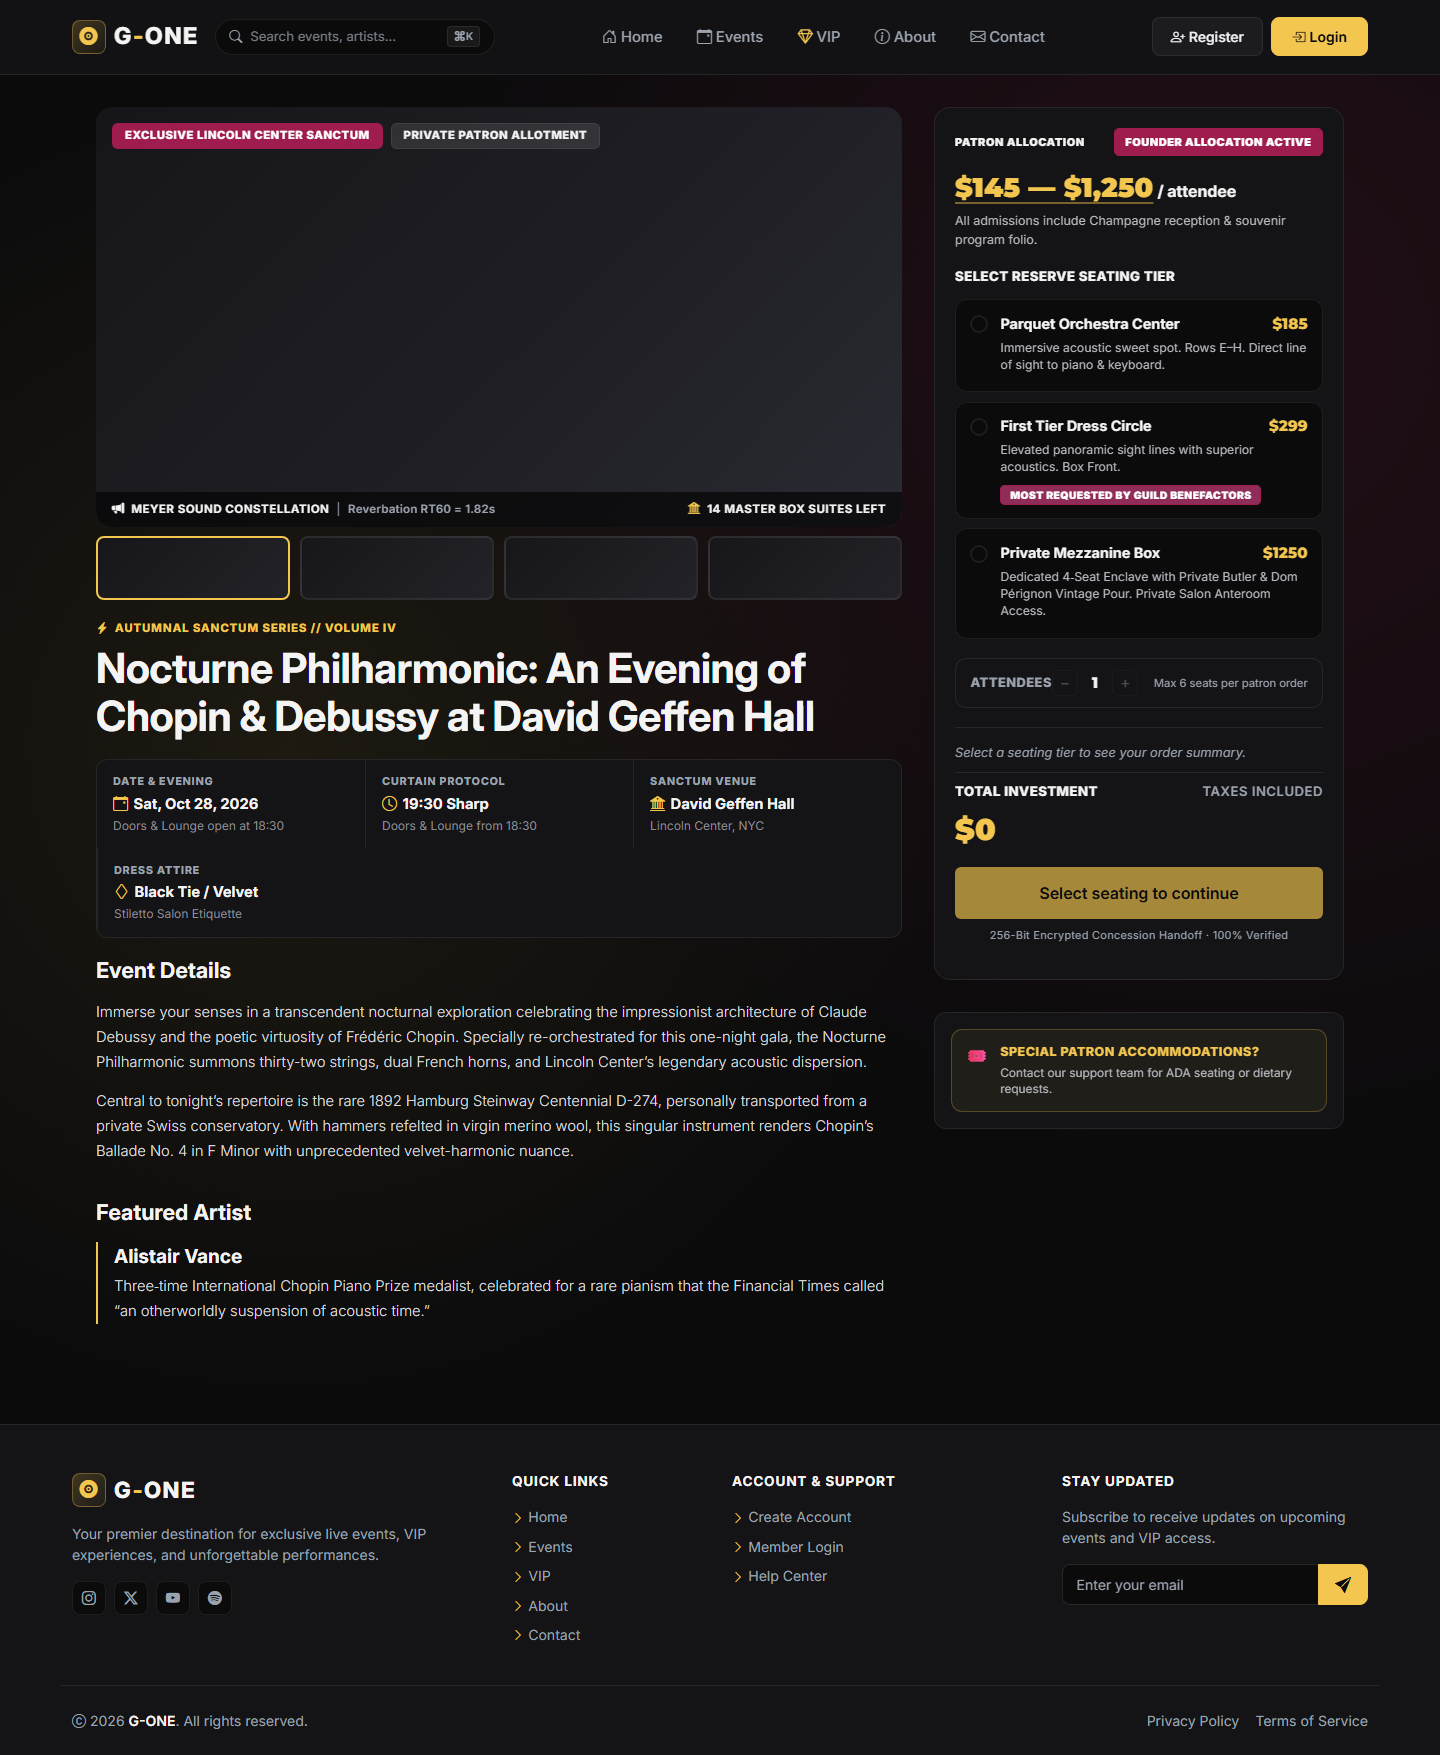 G-ONE
Search events, artists...
⌘K
Home
Events
VIP
About
Contact
Register
Login
EXCLUSIVE LINCOLN CENTER SANCTUM
PRIVATE PATRON ALLOTMENT
MEYER SOUND CONSTELLATION | Reverbation RT60 = 1.82s
14 MASTER BOX SUITES LEFT
AUTUMNAL SANCTUM SERIES // VOLUME IV
Nocturne Philharmonic: An Evening of
Chopin & Debussy at David Geffen Hall
DATE & EVENING
Sat, Oct 28, 2026
Doors & Lounge open at 18:30
CURTAIN PROTOCOL
19:30 Sharp
Doors & Lounge from 18:30
SANCTUM VENUE
David Geffen Hall
Lincoln Center, NYC
DRESS ATTIRE
Black Tie / Velvet
Stiletto Salon Etiquette
Event Details
Immerse your senses in a transcendent nocturnal exploration celebrating the impressionist architecture of Claude
Debussy and the poetic virtuosity of Frédéric Chopin. Specially re-orchestrated for this one-night gala, the Nocturne
Philharmonic summons thirty-two strings, dual French horns, and Lincoln Center’s legendary acoustic dispersion.
Central to tonight’s repertoire is the rare 1892 Hamburg Steinway Centennial D-274, personally transported from a
private Swiss conservatory. With hammers refelted in virgin merino wool, this singular instrument renders Chopin’s
Ballade No. 4 in F Minor with unprecedented velvet-harmonic nuance.
Featured Artist
Alistair Vance
Three-time International Chopin Piano Prize medalist, celebrated for a rare pianism that the Financial Times called
“an otherworldly suspension of acoustic time.”
PATRON ALLOCATION
FOUNDER ALLOCATION ACTIVE
$145 — $1,250 / attendee
All admissions include Champagne reception & souvenir
program folio.
SELECT RESERVE SEATING TIER
Parquet Orchestra Center
$185
Immersive acoustic sweet spot. Rows E–H. Direct line
of sight to piano & keyboard.
First Tier Dress Circle
$299
Elevated panoramic sight lines with superior
acoustics. Box Front.
MOST REQUESTED BY GUILD BENEFACTORS
Private Mezzanine Box
$1250
Dedicated 4-Seat Enclave with Private Butler & Dom
Pérignon Vintage Pour. Private Salon Anteroom
Access.
ATTENDEES − 1 + Max 6 seats per patron order
Select a seating tier to see your order summary.
TOTAL INVESTMENT
TAXES INCLUDED
$0
Select seating to continue
256-Bit Encrypted Concession Handoff · 100% Verified
SPECIAL PATRON ACCOMMODATIONS?
Contact our support team for ADA seating or dietary
requests.
G-ONE
Your premier destination for exclusive live events, VIP
experiences, and unforgettable performances.
QUICK LINKS
Home
Events
VIP
About
Contact
ACCOUNT & SUPPORT
Create Account
Member Login
Help Center
STAY UPDATED
Subscribe to receive updates on upcoming
events and VIP access.
Enter your email
© 2026 G-ONE. All rights reserved.
Privacy Policy
Terms of Service